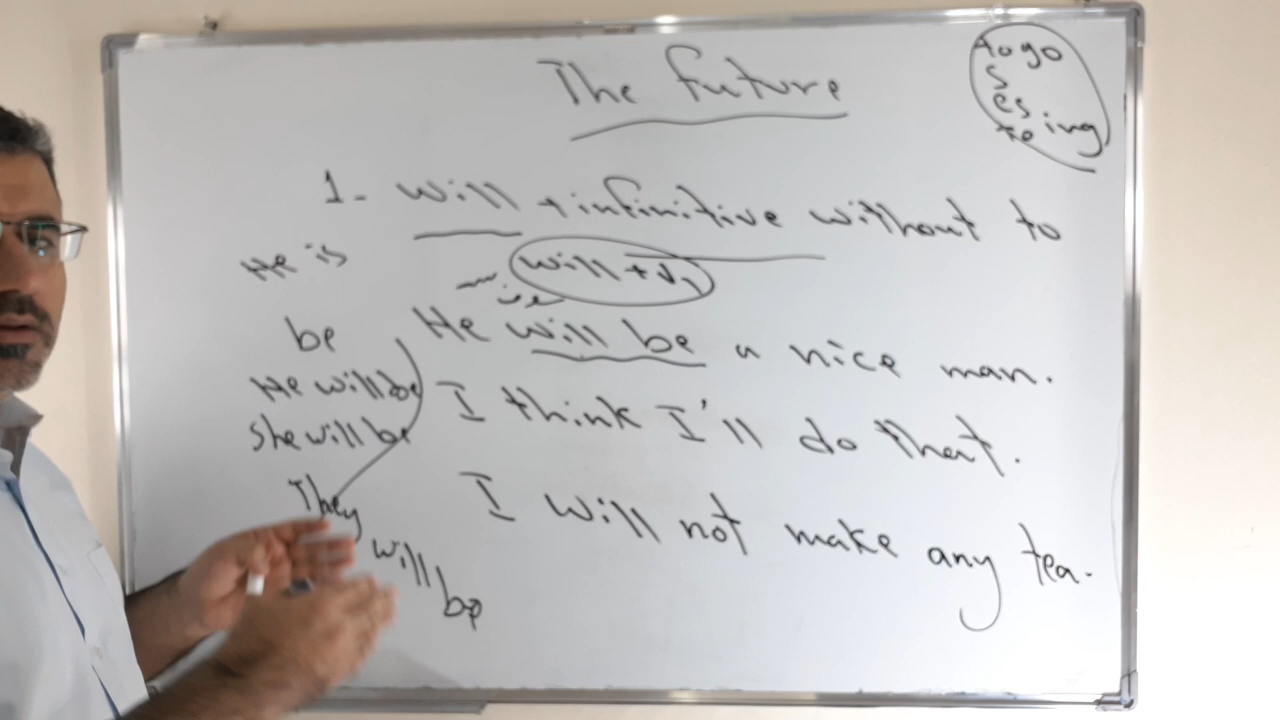 The future
to go
s
es
to ing
1- will + infinitive without to
will + V1
He is
be
He will be
She will be
They will be
He will be a nice man.
I think I'll do that.
I will not make any tea.